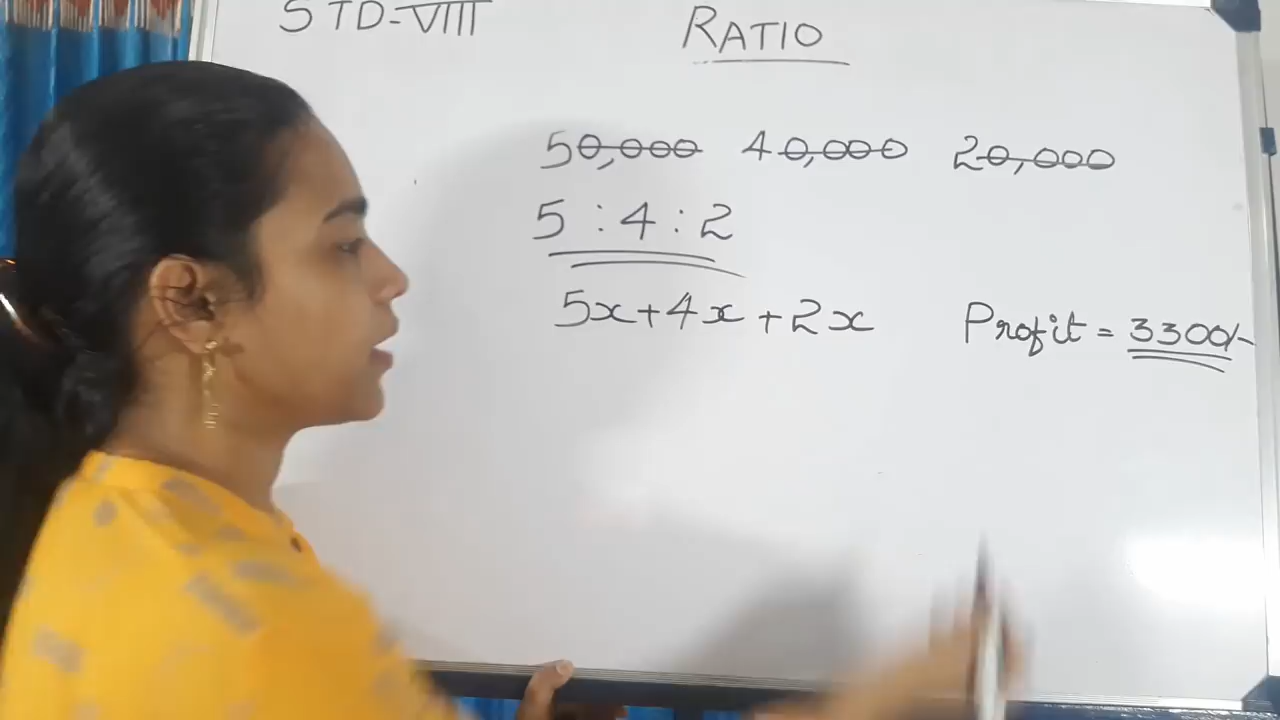 STD-VIII
RATIO
50,000 40,000 20,000
5 : 4 : 2
5x+4x+2x
Profit = 3300/-